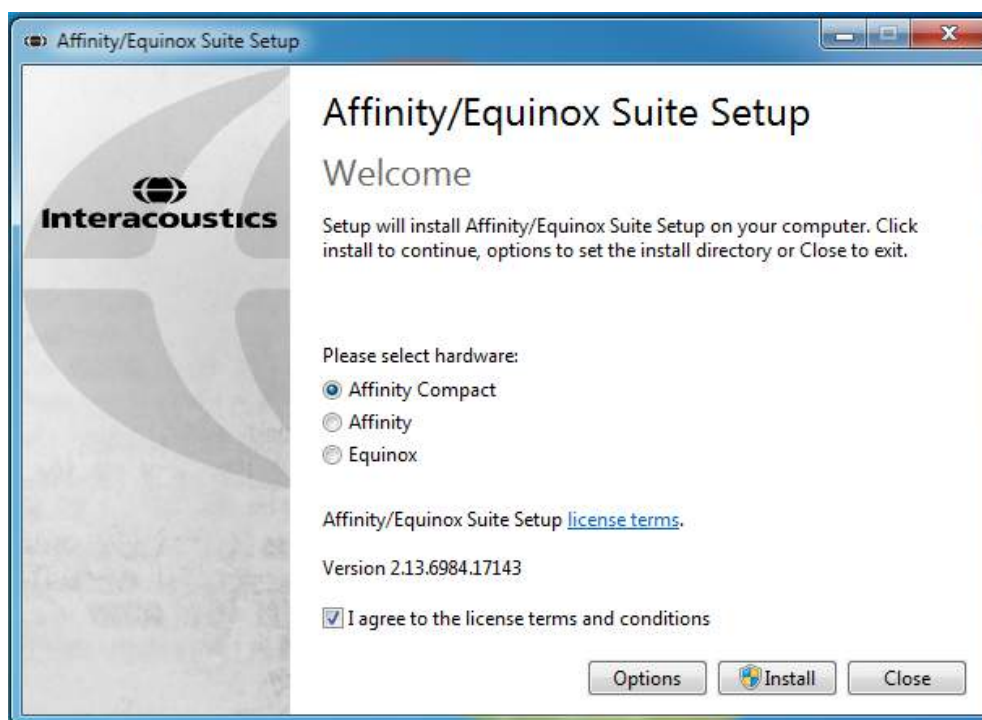 Affinity/Equinox Suite Setup
Affinity/Equinox Suite Setup
Welcome
Interacoustics
Setup will install Affinity/Equinox Suite Setup on your computer. Click
install to continue, options to set the install directory or Close to exit.
Please select hardware:
Affinity Compact
Affinity
Equinox
Affinity/Equinox Suite Setup license terms.
Version 2.13.6984.17143
I agree to the license terms and conditions
Options Install Close